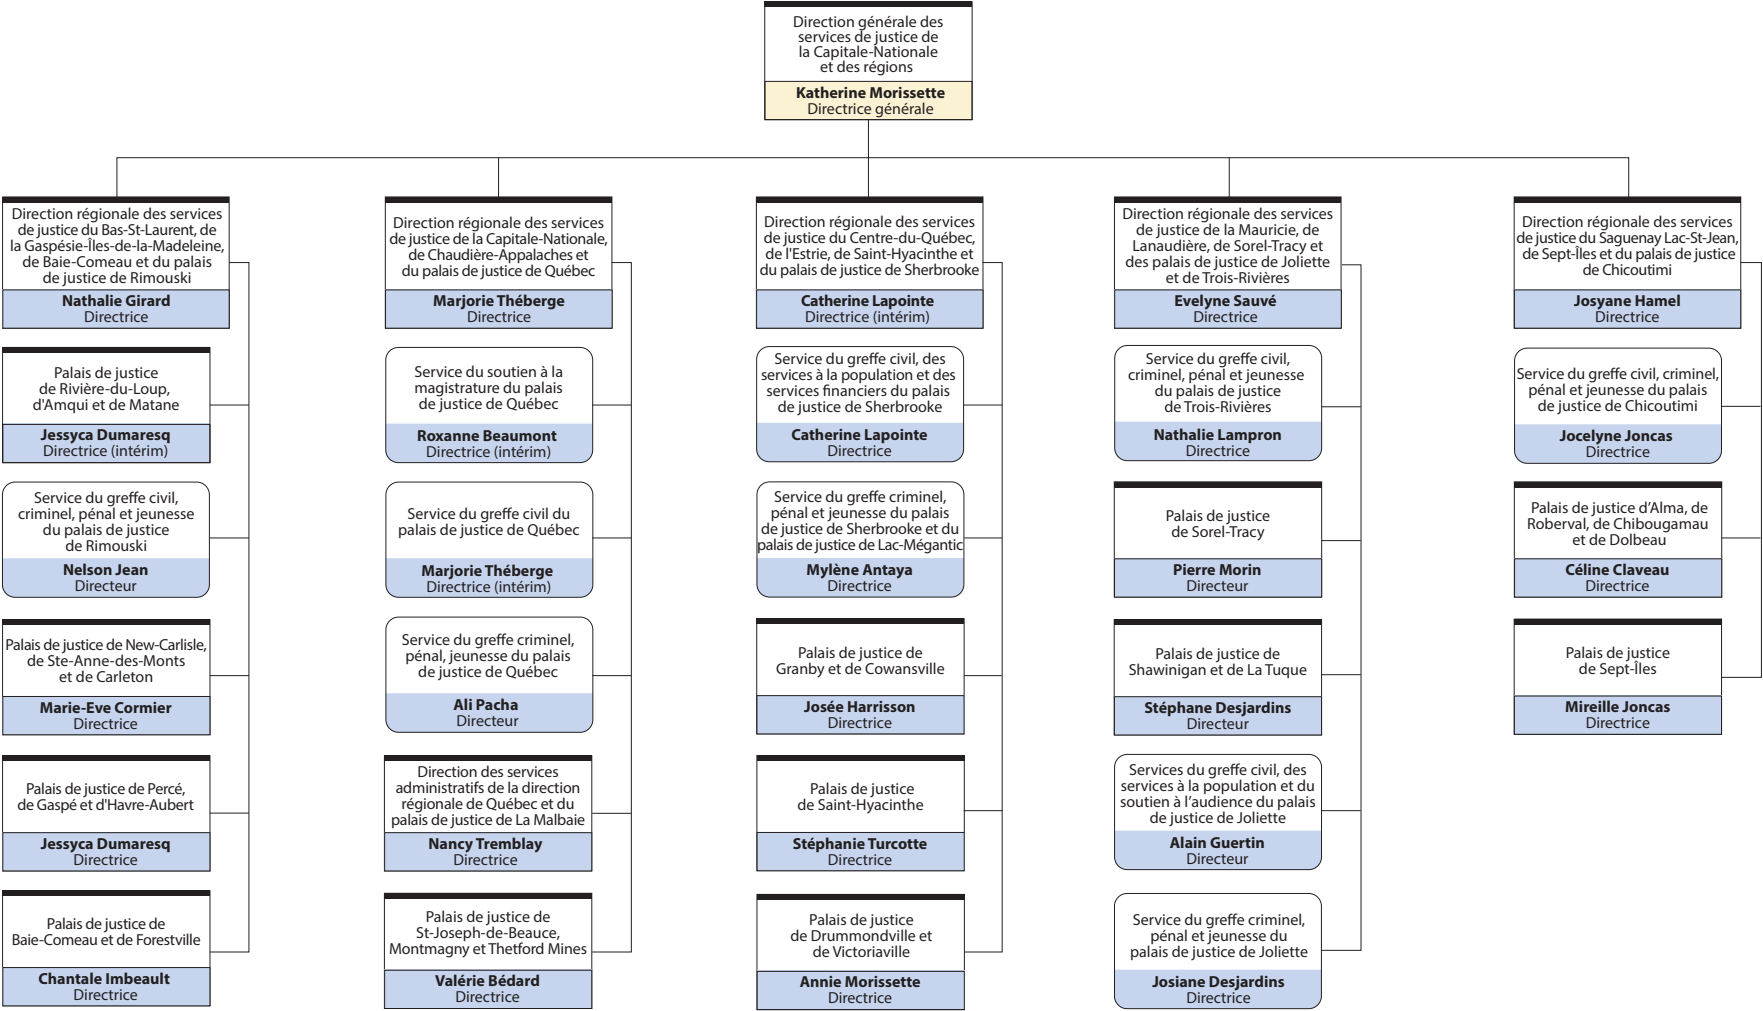 Direction générale des
services de justice de
la Capitale-Nationale
et des régions
Katherine Morissette
Directrice générale
Direction régionale des services
de justice du Bas-St-Laurent, de
la Gaspésie-Îles-de-la-Madeleine,
de Baie-Comeau et du palais
de justice de Rimouski
Nathalie Girard
Directrice
Palais de justice
de Rivière-du-Loup,
d'Amqui et de Matane
Jessyca Dumaresq
Directrice (intérim)
Service du greffe civil,
criminel, pénal et jeunesse
du palais de justice
de Rimouski
Nelson Jean
Directeur
Palais de justice de New-Carlisle,
de Ste-Anne-des-Monts
et de Carleton
Marie-Eve Cormier
Directrice
Palais de justice de Percé,
de Gaspé et d'Havre-Aubert
Jessyca Dumaresq
Directrice
Palais de justice de
Baie-Comeau et de Forestville
Chantale Imbeault
Directrice
Direction régionale des services
de justice de la Capitale-Nationale,
de Chaudière-Appalaches et
du palais de justice de Québec
Marjorie Théberge
Directrice
Service du soutien à la
magistrature du palais
de justice de Québec
Roxanne Beaumont
Directrice (intérim)
Service du greffe civil du
palais de justice de Québec
Marjorie Théberge
Directrice (intérim)
Service du greffe criminel,
pénal, jeunesse du palais
de justice de Québec
Ali Pacha
Directeur
Direction des services
administratifs de la direction
régionale de Québec et du
palais de justice de La Malbaie
Nancy Tremblay
Directrice
Palais de justice de
St-Joseph-de-Beauce,
Montmagny et Thetford Mines
Valérie Bédard
Directrice
Direction régionale des services
de justice du Centre-du-Québec,
de l'Estrie, de Saint-Hyacinthe et
du palais de justice de Sherbrooke
Catherine Lapointe
Directrice (intérim)
Service du greffe civil, des
services à la population et des
services financiers du palais
de justice de Sherbrooke
Catherine Lapointe
Directrice
Service du greffe criminel,
pénal et jeunesse du palais
de justice de Sherbrooke et du
palais de justice de Lac-Mégantic
Mylène Antaya
Directrice
Palais de justice de
Granby et de Cowansville
Josée Harrisson
Directrice
Palais de justice
de Saint-Hyacinthe
Stéphanie Turcotte
Directrice
Palais de justice
de Drummondville et
de Victoriaville
Annie Morissette
Directrice
Direction régionale des services
de justice de la Mauricie, de
Lanaudière, de Sorel-Tracy et
des palais de justice de Joliette
et de Trois-Rivières
Evelyne Sauvé
Directrice
Service du greffe civil,
criminel, pénal et jeunesse
du palais de justice
de Trois-Rivières
Nathalie Lampron
Directrice
Palais de justice
de Sorel-Tracy
Pierre Morin
Directeur
Palais de justice de
Shawinigan et de La Tuque
Stéphane Desjardins
Directeur
Services du greffe civil, des
services à la population et du
soutien à l'audience du palais
de justice de Joliette
Alain Guertin
Directeur
Service du greffe criminel,
pénal et jeunesse du
palais de justice de Joliette
Josiane Desjardins
Directrice
Direction régionale des services
de justice du Saguenay Lac-St-Jean,
de Sept-Îles et du palais de justice
de Chicoutimi
Josyane Hamel
Directrice
Service du greffe civil, criminel,
pénal et jeunesse du palais
de justice de Chicoutimi
Jocelyne Joncas
Directrice
Palais de justice d'Alma, de
Roberval, de Chibougamau
et de Dolbeau
Céline Claveau
Directrice
Palais de justice
de Sept-Îles
Mireille Joncas
Directrice